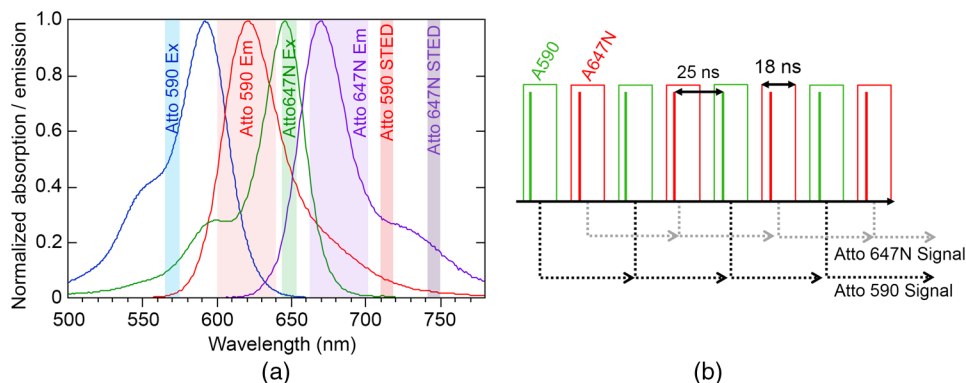 Normalized absorption / emission
1.0
0.8
0.6
0.4
0.2
0
500
550
600
650
700
750
Wavelength (nm)
Atto 590 Ex
Atto 590 Em
Atto647N Ex
Atto 647N Em
Atto 590 STED
Atto 647N STED
(a)
A590
A647N
25 ns
18 ns
Atto 647N Signal
Atto 590 Signal
(b)